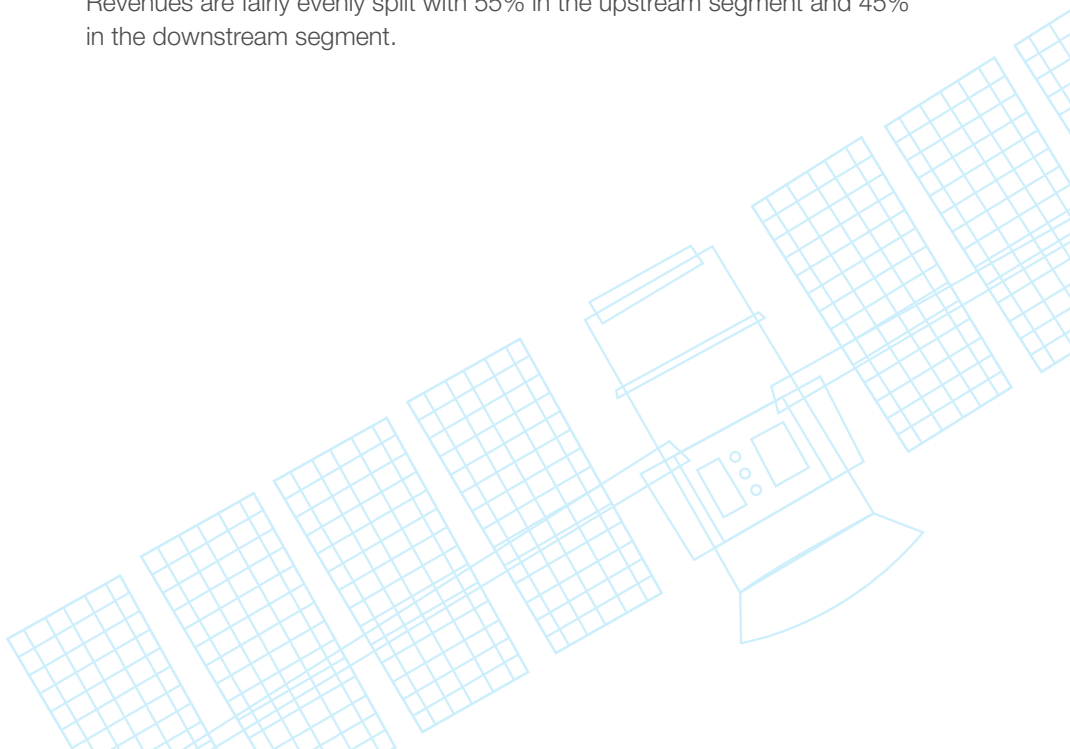 Revenues are fairly evenly split with 55% in the upstream segment and 45%
in the downstream segment.